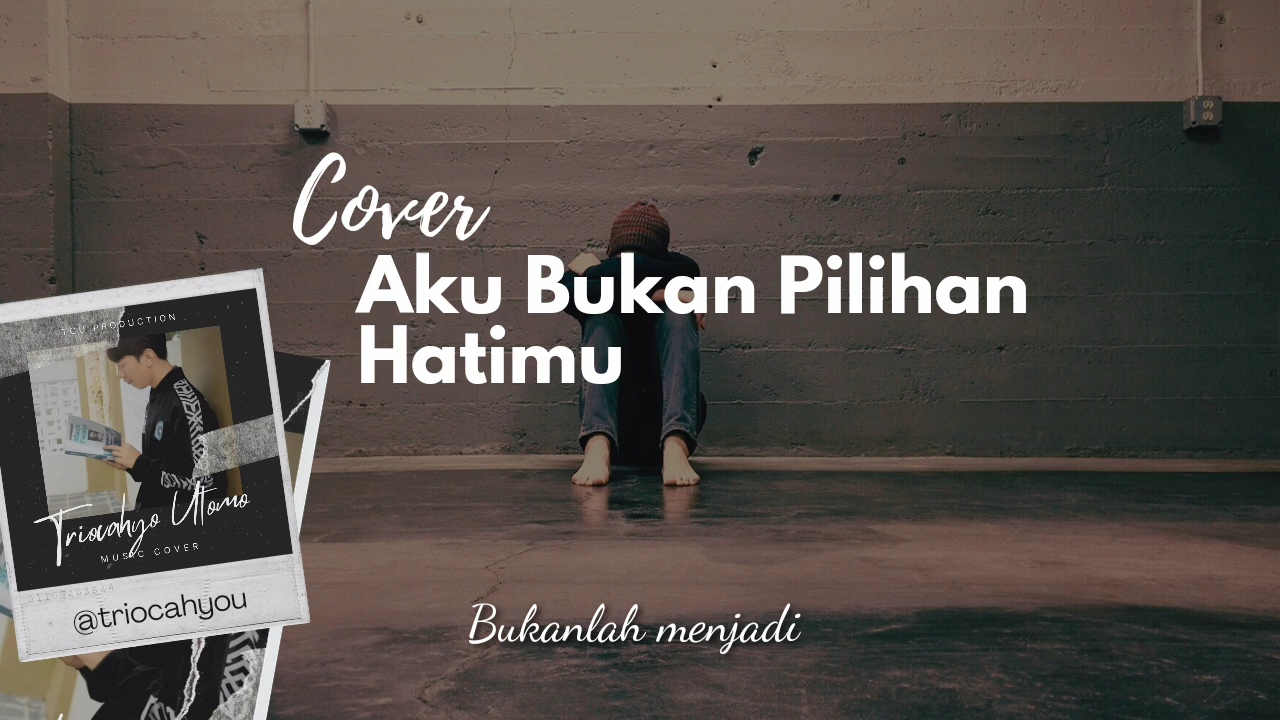 Cover
Aku Bukan Pilihan
Hatimu
TCU PRODUCTION
Triocahyo Utomo
MUSIC COVER
@triocahyou
Bukanlah menjadi